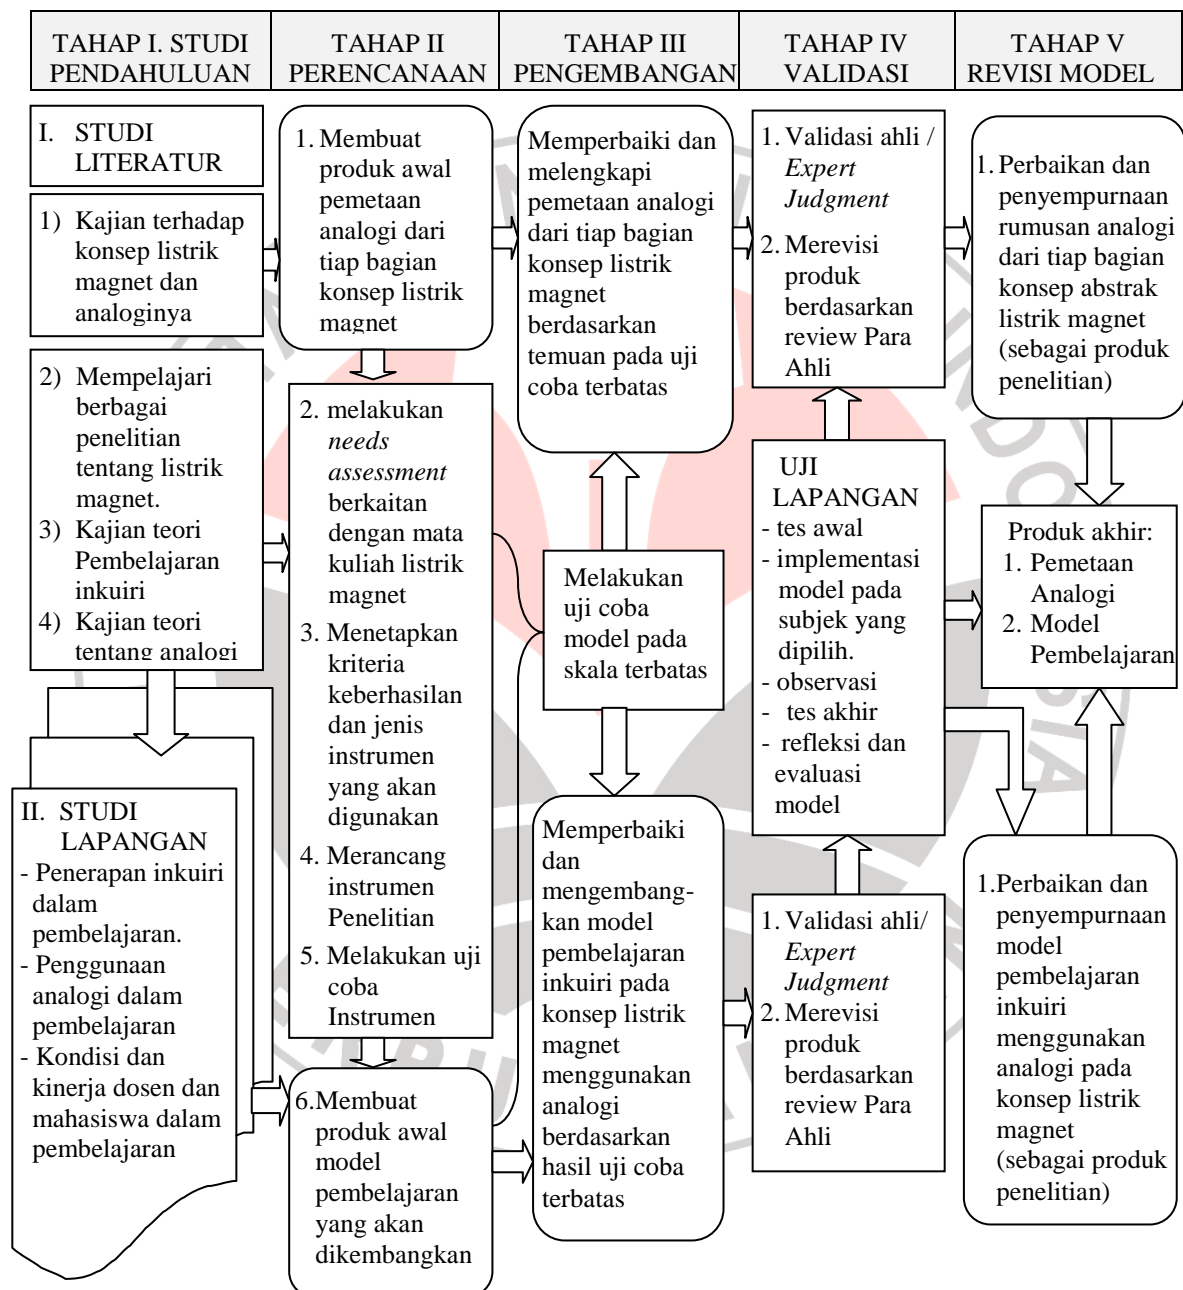 TAHAP I. STUDI
PENDAHULUAN
TAHAP II
PERENCANAAN
TAHAP III
PENGEMBANGAN
TAHAP IV
VALIDASI
TAHAP V
REVISI MODEL
I. STUDI
LITERATUR
1) Kajian terhadap
konsep listrik
magnet dan
analoginya
2) Mempelajari
berbagai
penelitian
tentang listrik
magnet.
3) Kajian teori
Pembelajaran
inkuiri
4) Kajian teori
tentang analogi
II. STUDI
LAPANGAN
- Penerapan inkuiri
dalam
pembelajaran.
- Penggunaan
analogi dalam
pembelajaran
- Kondisi dan
kinerja dosen dan
mahasiswa dalam
pembelajaran
1. Membuat
produk awal
pemetaan
analogi dari
tiap bagian
konsep listrik
magnet
2. melakukan
needs
assessment
berkaitan
dengan mata
kuliah listrik
magnet
3. Menetapkan
kriteria
keberhasilan
dan jenis
instrumen
yang akan
digunakan
4. Merancang
instrumen
Penelitian
5. Melakukan uji
coba
Instrumen
6.Membuat
produk awal
model
pembelajaran
yang akan
dikembangkan
Memperbaiki dan
melengkapi
pemetaan analogi
dari tiap bagian
konsep listrik
magnet
berdasarkan
temuan pada uji
coba terbatas
Melakukan
uji coba
model pada
skala terbatas
Memperbaiki
dan
mengembang-
kan model
pembelajaran
inkuiri pada
konsep listrik
magnet
menggunakan
analogi
berdasarkan
hasil uji coba
terbatas
1. Validasi ahli /
Expert
Judgment
2. Merevisi
produk
berdasarkan
review Para
Ahli
UJI
LAPANGAN
- tes awal
- implementasi
model pada
subjek yang
dipilih.
- observasi
- tes akhir
- refleksi dan
evaluasi
model
1. Validasi ahli/
Expert
Judgment
2. Merevisi
produk
berdasarkan
review Para
Ahli
1. Perbaikan dan
penyempurnaan
rumusan analogi
dari tiap bagian
konsep abstrak
listrik magnet
(sebagai produk
penelitian)
Produk akhir:
1. Pemetaan
Analogi
2. Model
Pembelajaran
1.Perbaikan dan
penyempurnaan
model
pembelajaran
inkuiri
menggunakan
analogi pada
konsep listrik
magnet
(sebagai produk
penelitian)